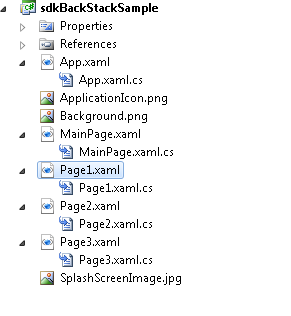 sdkBackStackSample
Properties
References
App.xaml
App.xaml.cs
ApplicationIcon.png
Background.png
MainPage.xaml
MainPage.xaml.cs
Page1.xaml
Page1.xaml.cs
Page2.xaml
Page2.xaml.cs
Page3.xaml
Page3.xaml.cs
SplashScreenImage.jpg